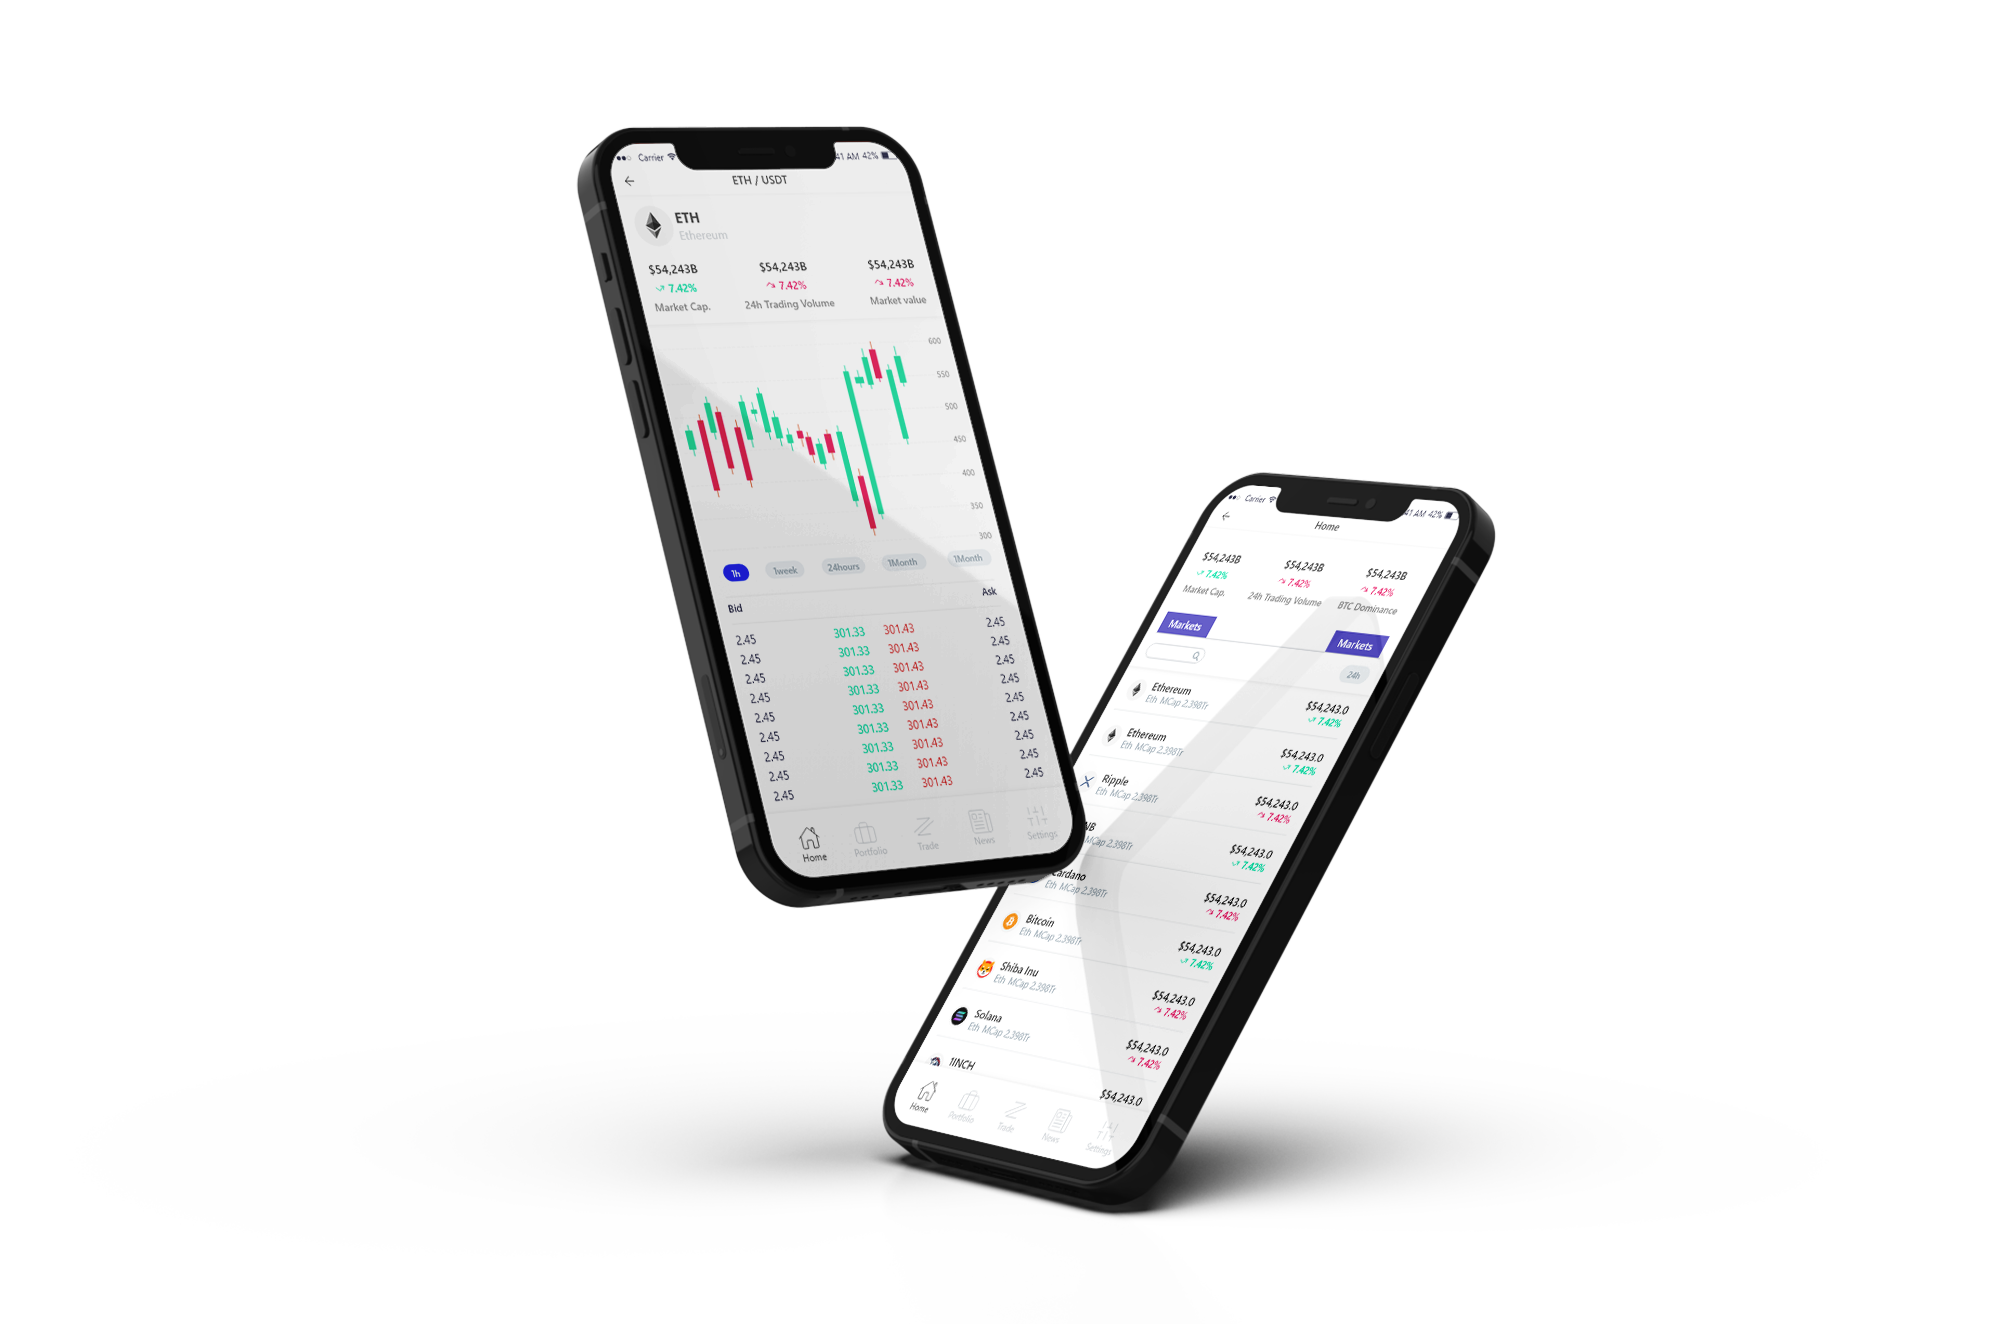 Carrier 41 AM 42%
ETH / USDT
ETH
Ethereum
$54,243B $54,243B $54,243B
7.42% 7.42% 7.42%
Market Cap. 24h Trading Volume Market value
600
550
500
450
400
350
300
1h 1week 24hours 1Month 1Month
Bid Ask
2.45 301.33 301.43 2.45
2.45 301.33 301.43 2.45
2.45 301.33 301.43 2.45
2.45 301.33 301.43 2.45
2.45 301.33 301.43 2.45
2.45 301.33 301.43 2.45
2.45 301.33 301.43 2.45
2.45 301.33 301.43 2.45
2.45 301.33 301.43 2.45
Home Portfolio Trade News Settings
Carrier 41 AM 42%
Home
$54,243B $54,243B $54,243B
7.42% 7.42% 7.42%
Market Cap. 24h Trading Volume BTC Dominance
Markets Markets
24h
Ethereum $54,243.0
Eth MCap 2.398Tr 7.42%
Ethereum $54,243.0
Eth MCap 2.398Tr 7.42%
Ripple $54,243.0
Eth MCap 2.398Tr 7.42%
NB $54,243.0
MCap 2.398Tr 7.42%
Cardano $54,243.0
Eth MCap 2.398Tr 7.42%
Bitcoin $54,243.0
Eth MCap 2.398Tr 7.42%
Shiba Inu $54,243.0
Eth MCap 2.398Tr 7.42%
Solana $54,243.0
Eth MCap 2.398Tr 7.42%
1INCH $54,243.0
Home Portfolio Trade News Settings